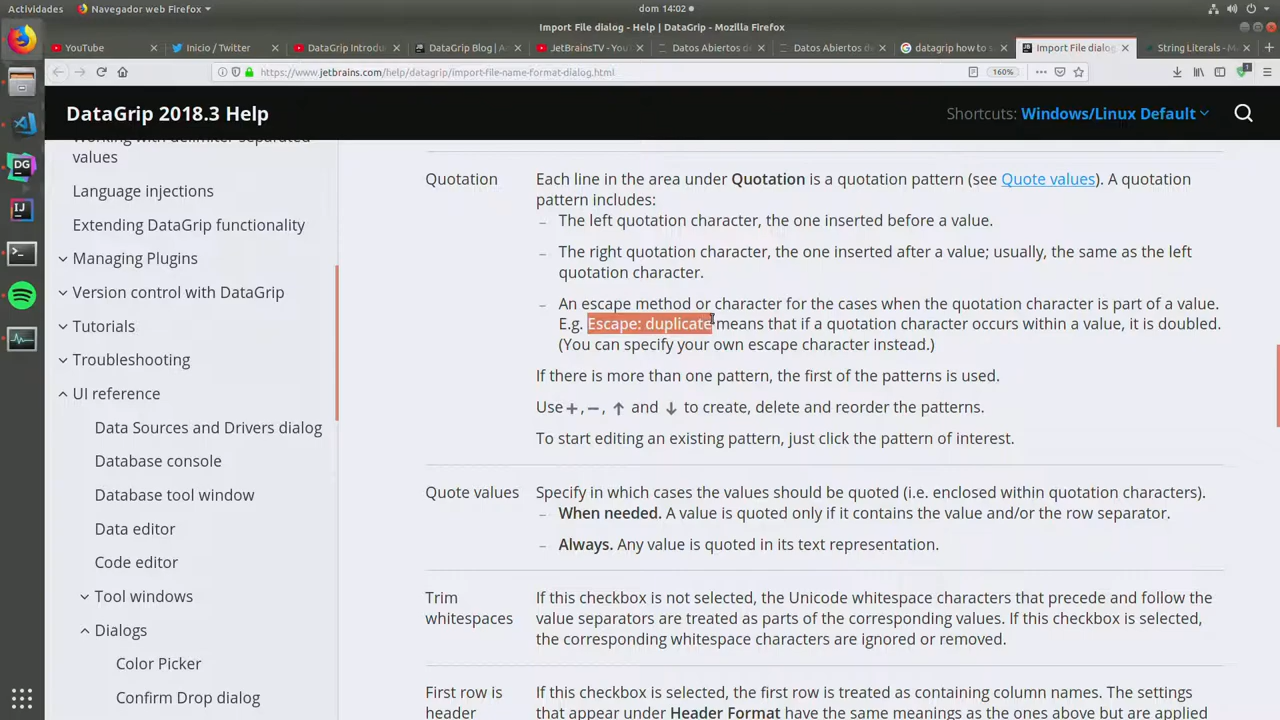 Actividades
Navegador web Firefox
dom 14:02
Import File dialog - Help | DataGrip - Mozilla Firefox
YouTube
Inicio / Twitter
DataGrip Introdu
DataGrip Blog | A
JetBrainsTV - You
Datos Abiertos de
Datos Abiertos de
datagrip how to s
Import File dialog
String Literals - M
https://www.jetbrains.com/help/datagrip/import-file-name-format-dialog.html
160%
1
DataGrip 2018.3 Help
Shortcuts: Windows/Linux Default
Working with delimiter-separated
values
Language injections
Extending DataGrip functionality
Managing Plugins
Version control with DataGrip
Tutorials
Troubleshooting
UI reference
Data Sources and Drivers dialog
Database console
Database tool window
Data editor
Code editor
Tool windows
Dialogs
Color Picker
Confirm Drop dialog
DG
IJ
Quotation
Each line in the area under Quotation is a quotation pattern (see Quote values). A quotation
pattern includes:
– The left quotation character, the one inserted before a value.
– The right quotation character, the one inserted after a value; usually, the same as the left
quotation character.
– An escape method or character for the cases when the quotation character is part of a value.
E.g. Escape: duplicate means that if a quotation character occurs within a value, it is doubled.
(You can specify your own escape character instead.)
If there is more than one pattern, the first of the patterns is used.
Use +, –, ↑ and ↓ to create, delete and reorder the patterns.
To start editing an existing pattern, just click the pattern of interest.
Quote values
Specify in which cases the values should be quoted (i.e. enclosed within quotation characters).
– When needed. A value is quoted only if it contains the value and/or the row separator.
– Always. Any value is quoted in its text representation.
Trim
whitespaces
If this checkbox is not selected, the Unicode whitespace characters that precede and follow the
value separators are treated as parts of the corresponding values. If this checkbox is selected,
the corresponding whitespace characters are ignored or removed.
First row is
header
If this checkbox is selected, the first row is treated as containing column names. The settings
that appear under Header Format have the same meanings as the ones above but are applied